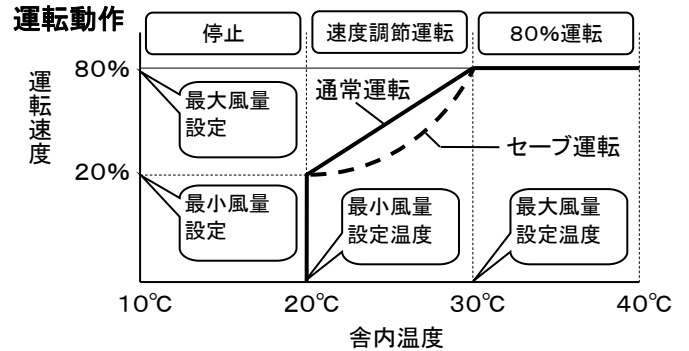 運転動作
停止
速度調節運転
80%運転
運転速度
80%
20%
最大風量
設定
通常運転
セーブ運転
最小風量
設定
最小風量
設定温度
最大風量
設定温度
10℃
20℃
30℃
40℃
舎内温度